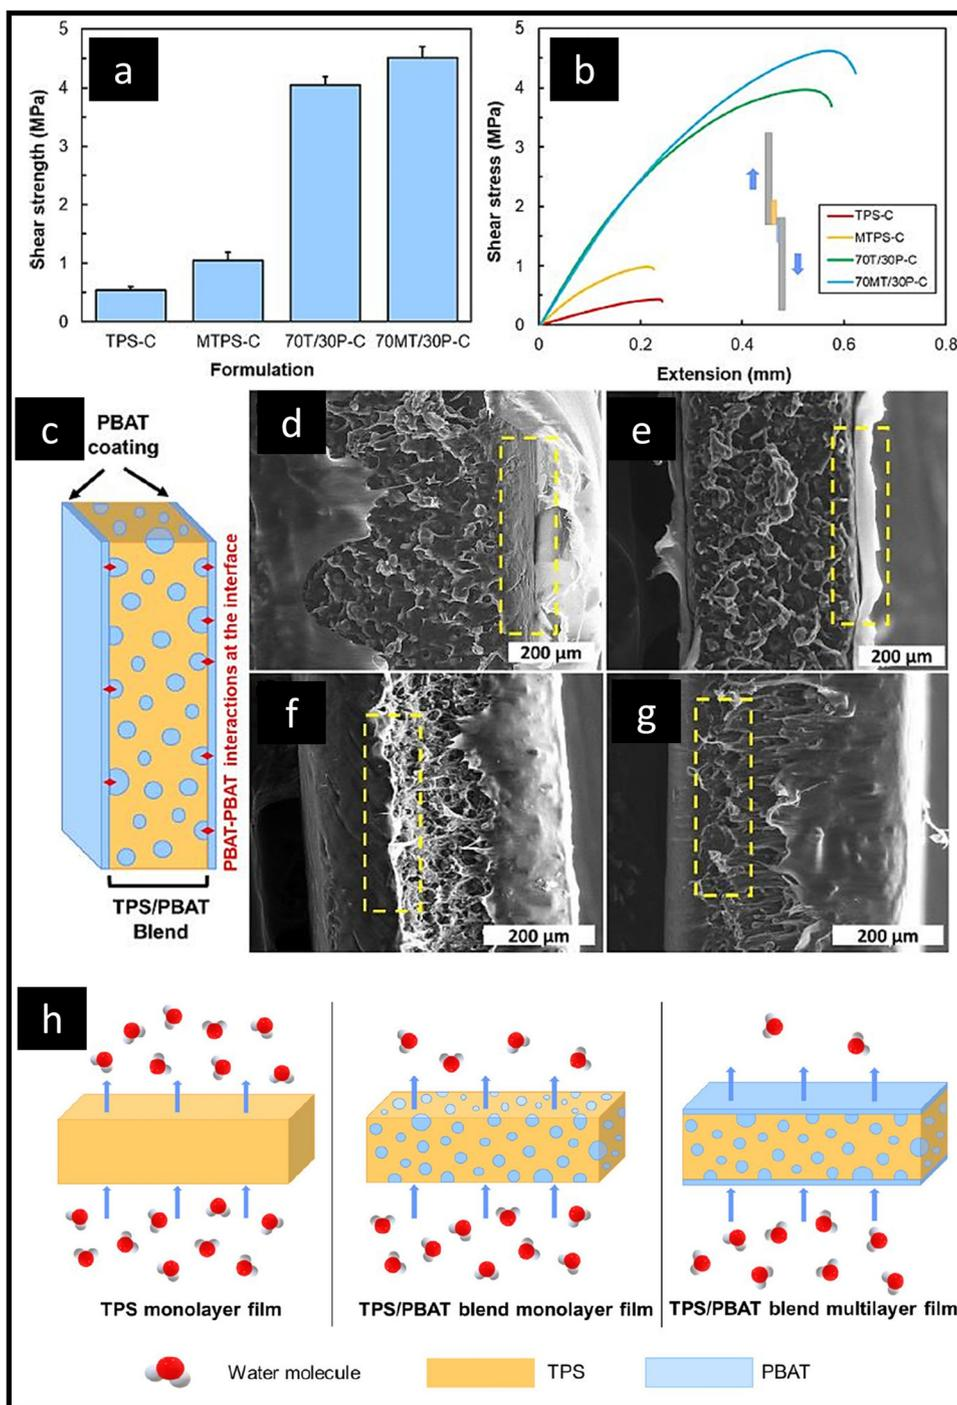 a
5
4
3
2
1
0
Shear strength (MPa)
TPS-C
MTPS-C
70T/30P-C
70MT/30P-C
Formulation
b
5
4
3
2
1
0
Shear stress (MPa)
TPS-C
MTPS-C
70T/30P-C
70MT/30P-C
0
0.2
0.4
0.6
0.8
Extension (mm)
c
PBAT
coating
PBAT-PBAT interactions at the interface
TPS/PBAT
Blend
d
200 µm
e
200 µm
f
200 µm
g
200 µm
h
TPS monolayer film
TPS/PBAT blend monolayer film
TPS/PBAT blend multilayer film
Water molecule
TPS
PBAT